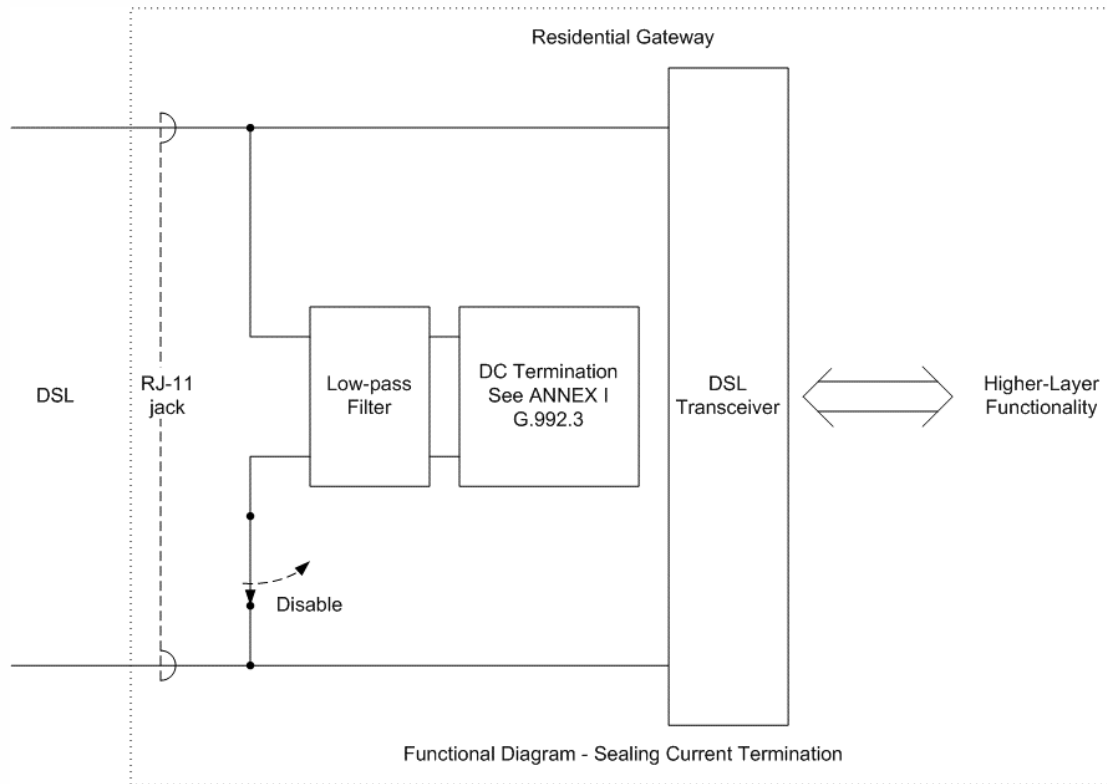 Residential Gateway
DSL
RJ-11
jack
Low-pass
Filter
DC Termination
See ANNEX I
G.992.3
DSL
Transceiver
Higher-Layer
Functionality
Disable
Functional Diagram - Sealing Current Termination